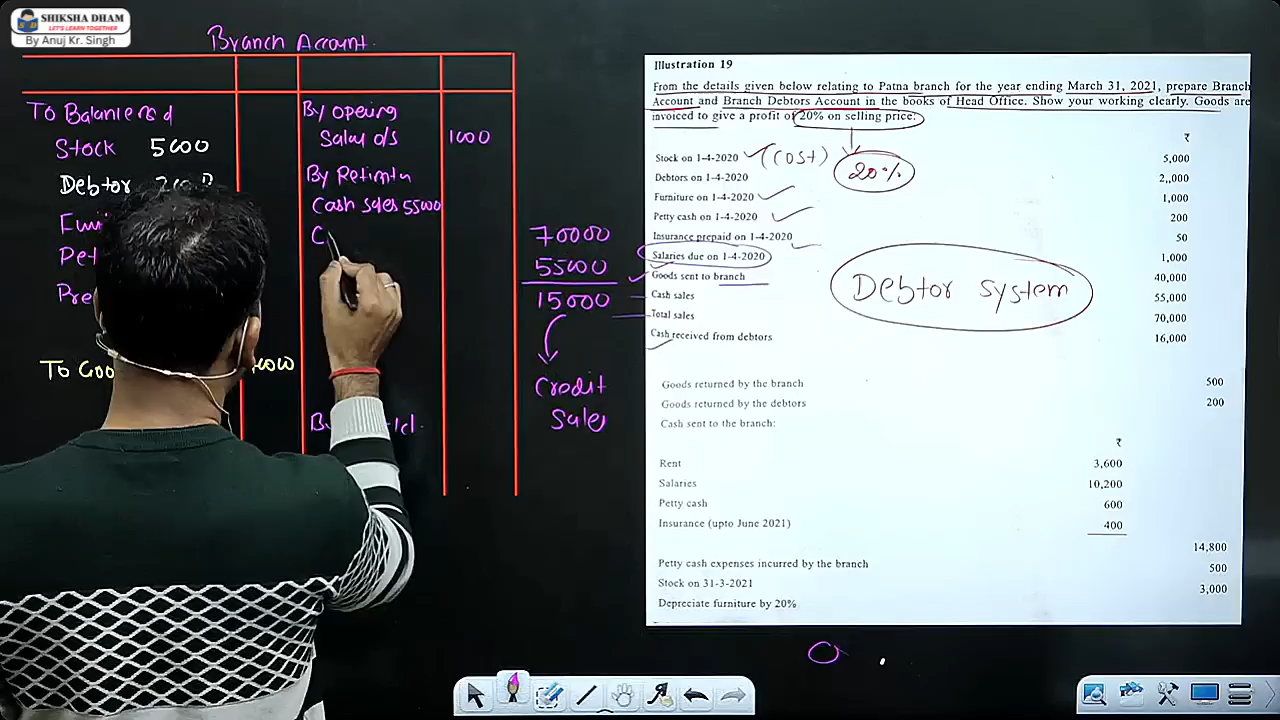 SHIKSHA DHAM
LET'S LEARN TOGETHER
By Anuj Kr. Singh
Branch Account
To Balance b d
Stock 5000
Debtor
To Goo
By opening
Salary o/s 1000
By
Cash sales 55000
C
By
70000
55000
15000
Credit
Sales
Illustration 19
From the details given below relating to Patna branch for the year ending March 31, 2021, prepare Branch
Account and Branch Debtors Account in the books of Head Office. Show your working clearly. Goods are
invoiced to give a profit of 20% on selling price:
₹
Stock on 1-4-2020 (Cost) 5,000
20%
Debtors on 1-4-2020 2,,000
Furniture on 1-4-2020 1,000
Petty cash on 1-4-2020 200
Insurance prepaid on 1-4-2020 50
Salaries due on 1-4-2020 1,000
Goods sent to branch 40,000
Debtor system
Cash sales 55,000
Total sales 70,000
Cash received from debtors 16,000
Goods returned by the branch 500
Goods returned by the debtors 200
Cash sent to the branch:
₹
Rent 3,600
Salaries 10,200
Petty cash 600
Insurance (upto June 2021) 400
14,800
Petty cash expenses incurred by the branch 500
Stock on 31-3-2021 3,000
Depreciate furniture by 20%